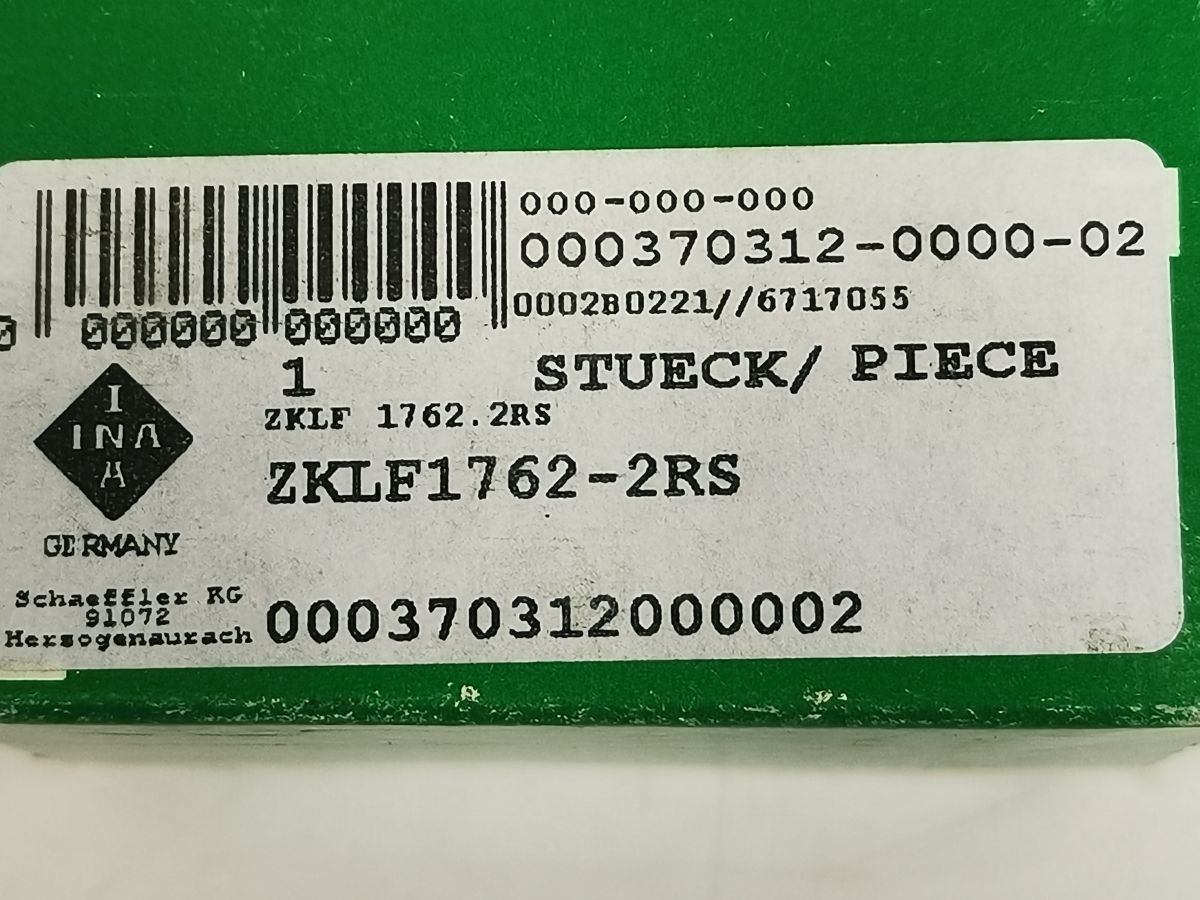 000-000-000
000370312-0000-02
0002B0221//6717055
0 000000 000000
1 STUECK/ PIECE
ZKLF 1762.2RS
I
INA
A
ZKLF1762-2RS
GERMANY
Schaeffler KG
91072
Herzogenaurach
000370312000002